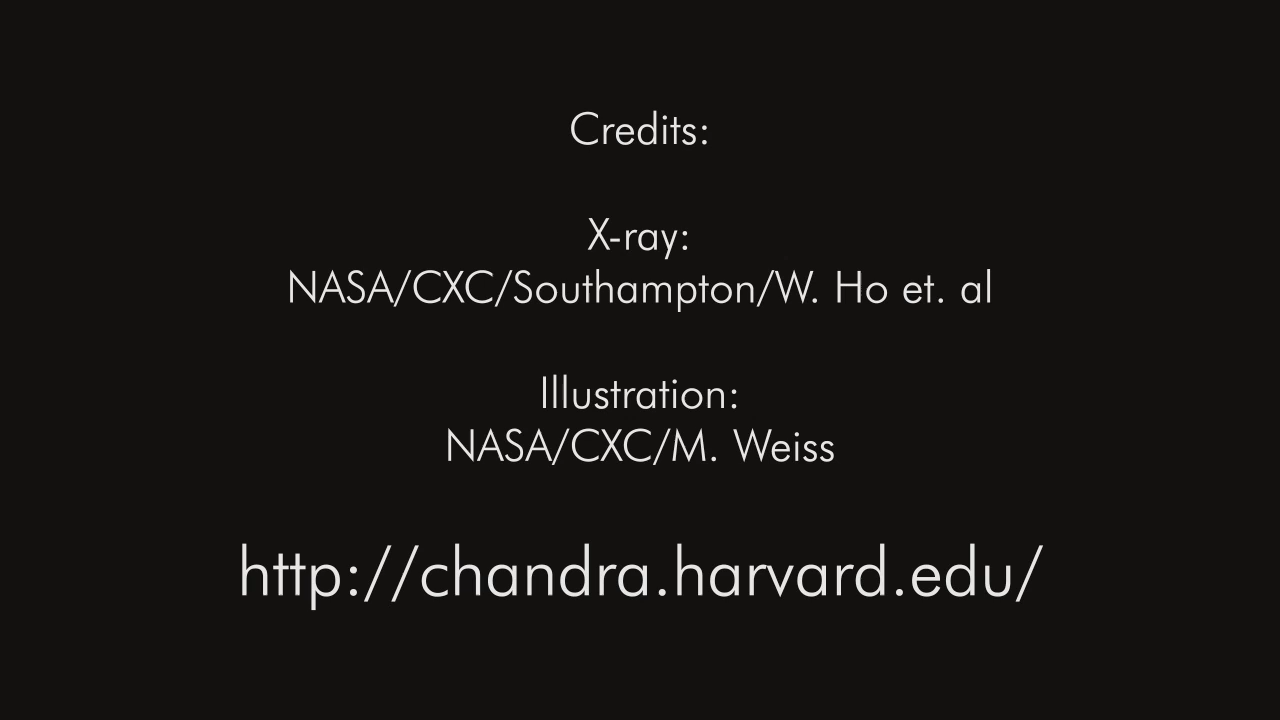 Credits:
X-ray:
NASA/CXC/Southampton/W. Ho et. al
Illustration:
NASA/CXC/M. Weiss
http://chandra.harvard.edu/